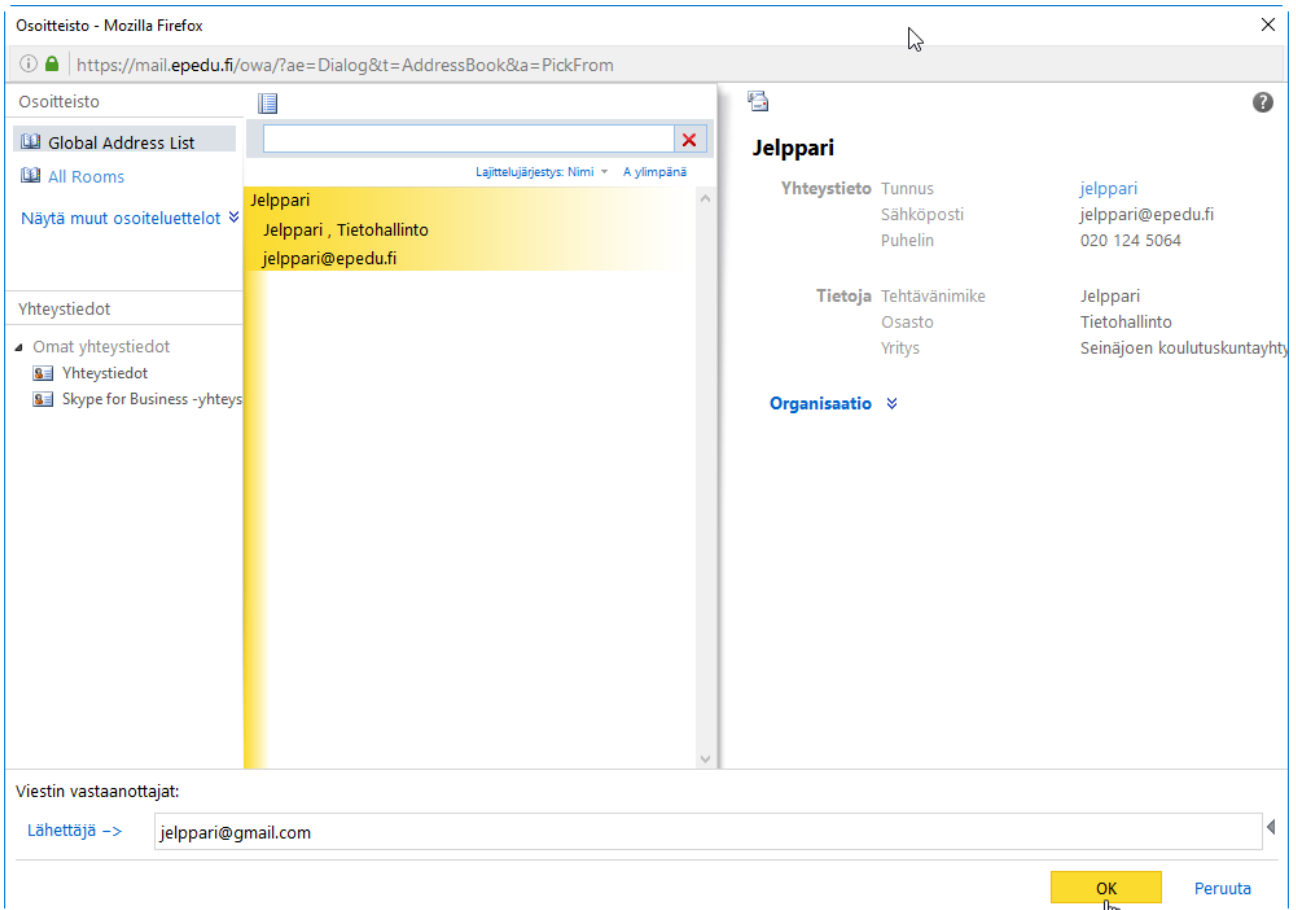 Osoitteisto - Mozilla Firefox
https://mail.epedu.fi/owa/?ae=Dialog&t=AddressBook&a=PickFrom
Osoitteisto
Global Address List
All Rooms
Näytä muut osoiteluettelot
Yhteystiedot
Omat yhteystiedot
Yhteystiedot
Skype for Business -yhteys
Lajittelujärjestys: Nimi A ylimpänä
Jelppari
Jelppari , Tietohallinto
jelppari@epedu.fi
Jelppari
Yhteystieto Tunnus jelppari
Sähköposti jelppari@epedu.fi
Puhelin 020 124 5064
Tietoja Tehtävänimike Jelppari
Osasto Tietohallinto
Yritys Seinäjoen koulutuskuntayhty
Organisaatio
Viestin vastaanottajat:
Lähettäjä –> jelppari@gmail.com
OK Peruuta